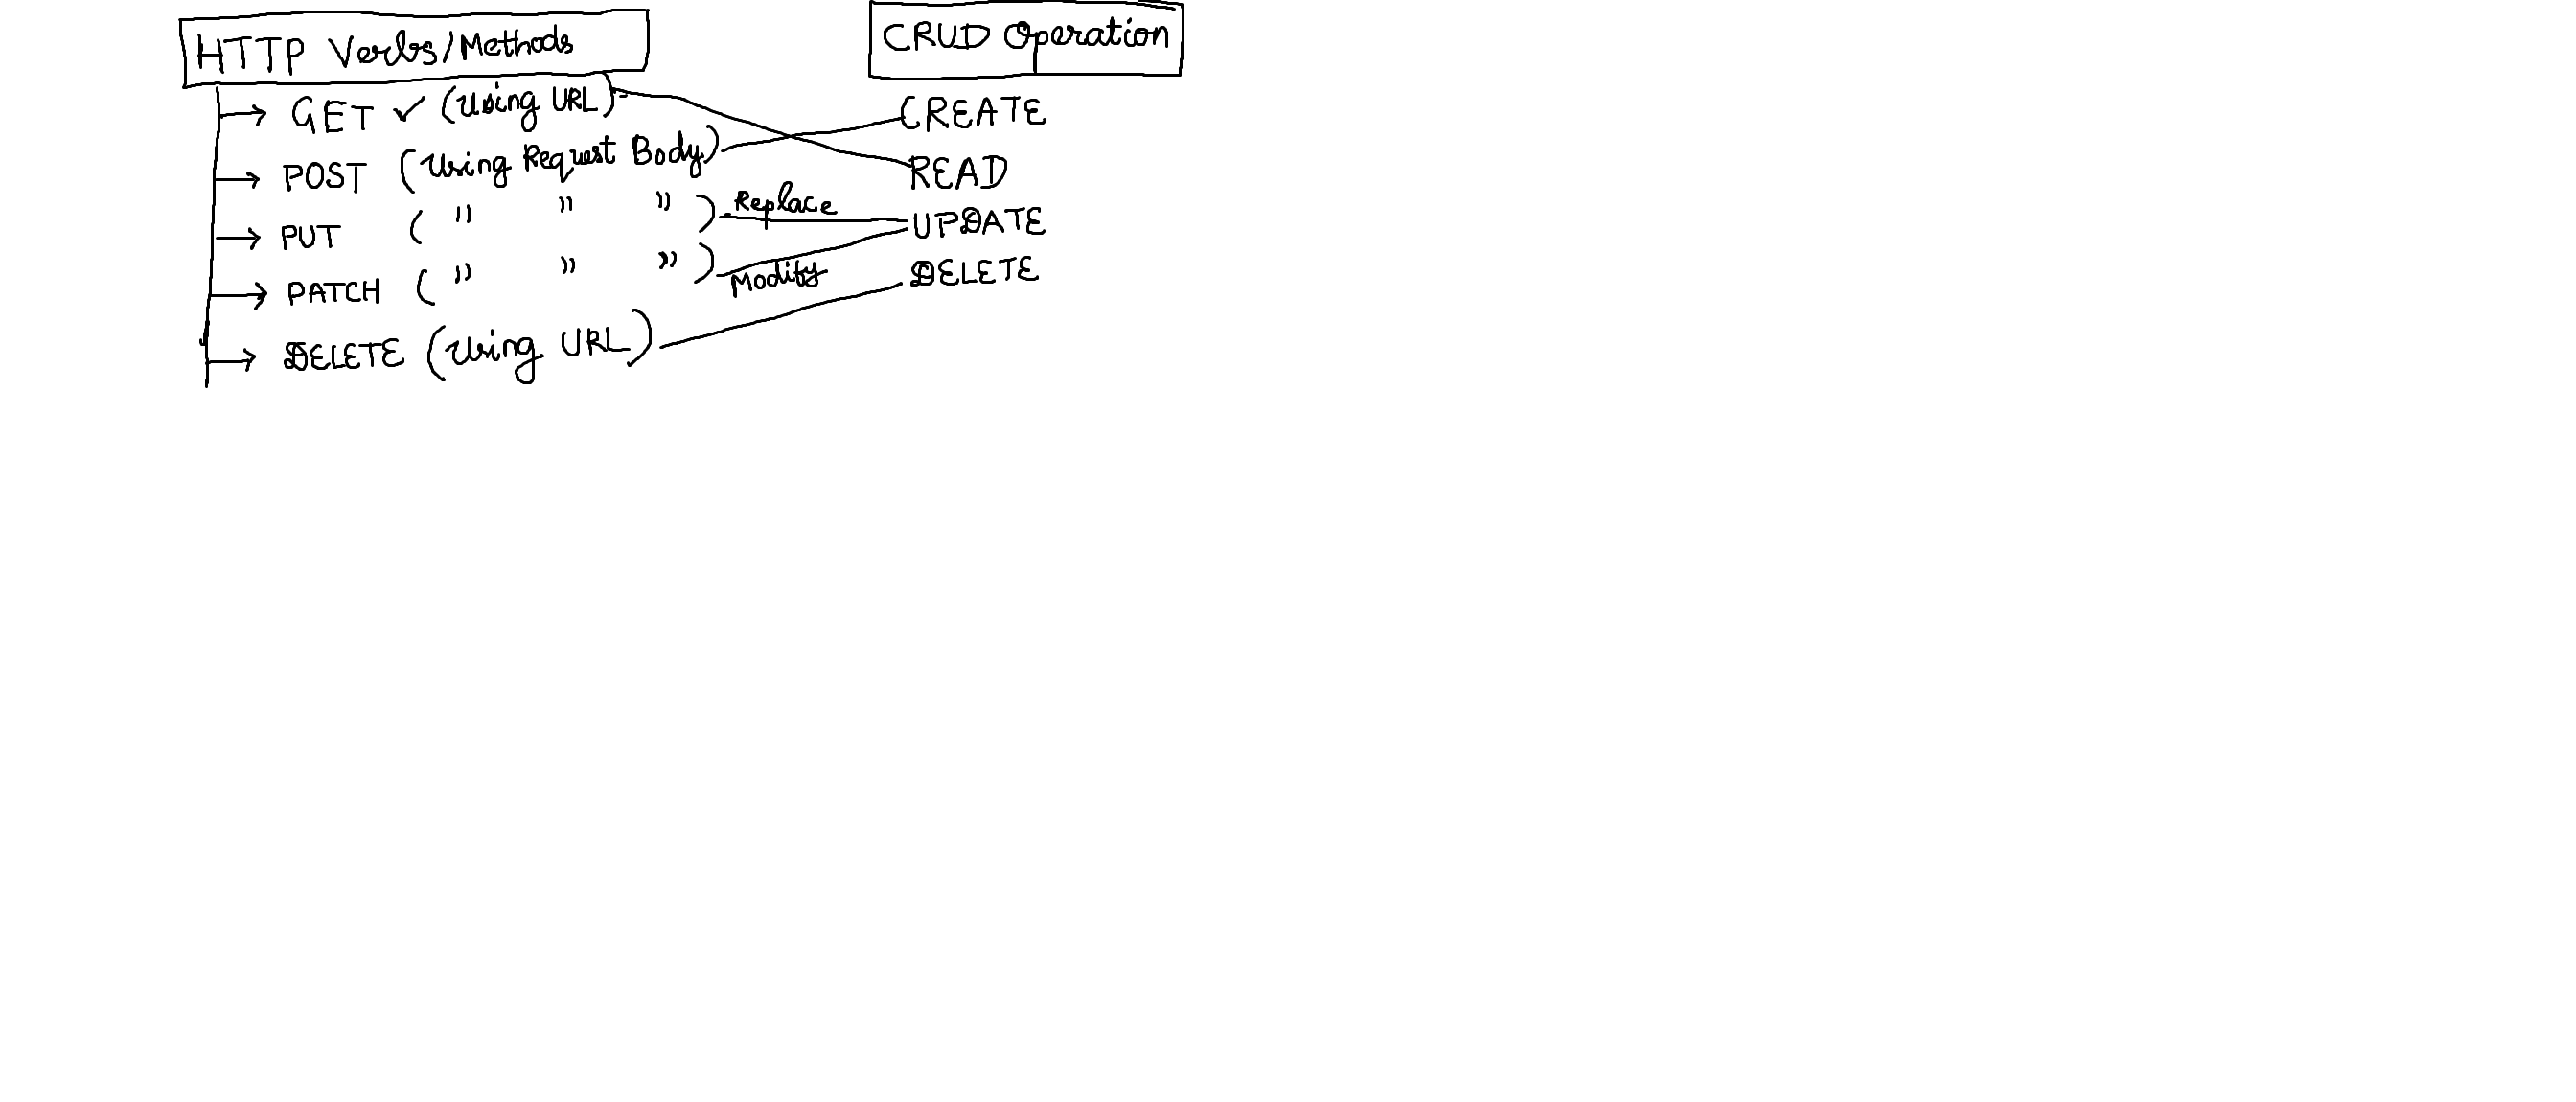 HTTP Verbs/Methods
CRUD Operation
GET ✓ (Using URL)
POST (Using Request Body)
PUT ( " " " ) Replace
PATCH ( " " " ) Modify
DELETE (Using URL)
CREATE
READ
UPDATE
DELETE